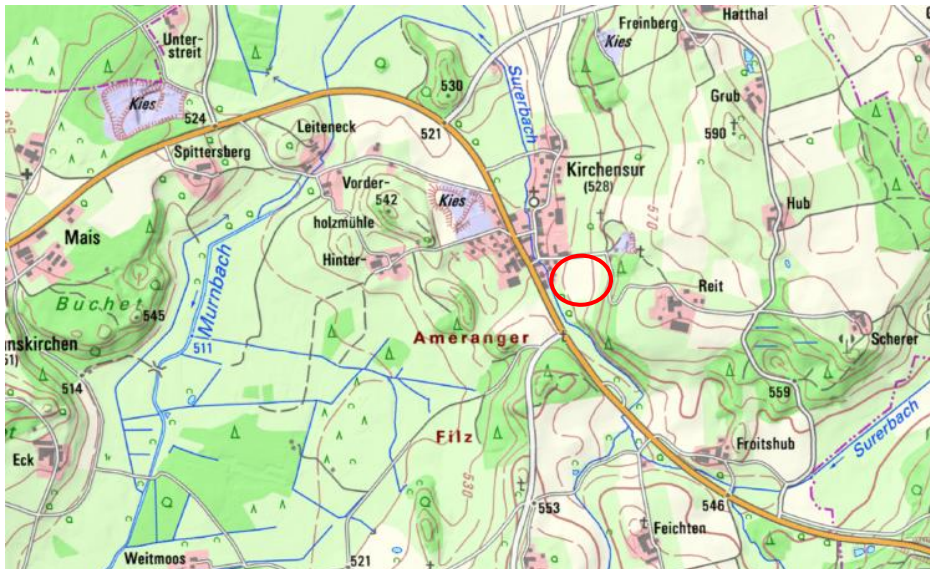 Unter-
streit
Kies
524
Spittersberg
Leiteneck
530
521
Surerbach
Freinberg
Kies
Hatthal
Grub
590
Kirchensur
(528)
570
Hub
Vorder-
542
holzmühle
Kies
Hinter-
Mais
Buchet
545
Murnbach
511
Reit
Scherer
Ameranger
nskirchen
51)
514
559
Filz
530
Froitshub
Surerbach
Eck
553
546
Feichten
Weitmoos
521